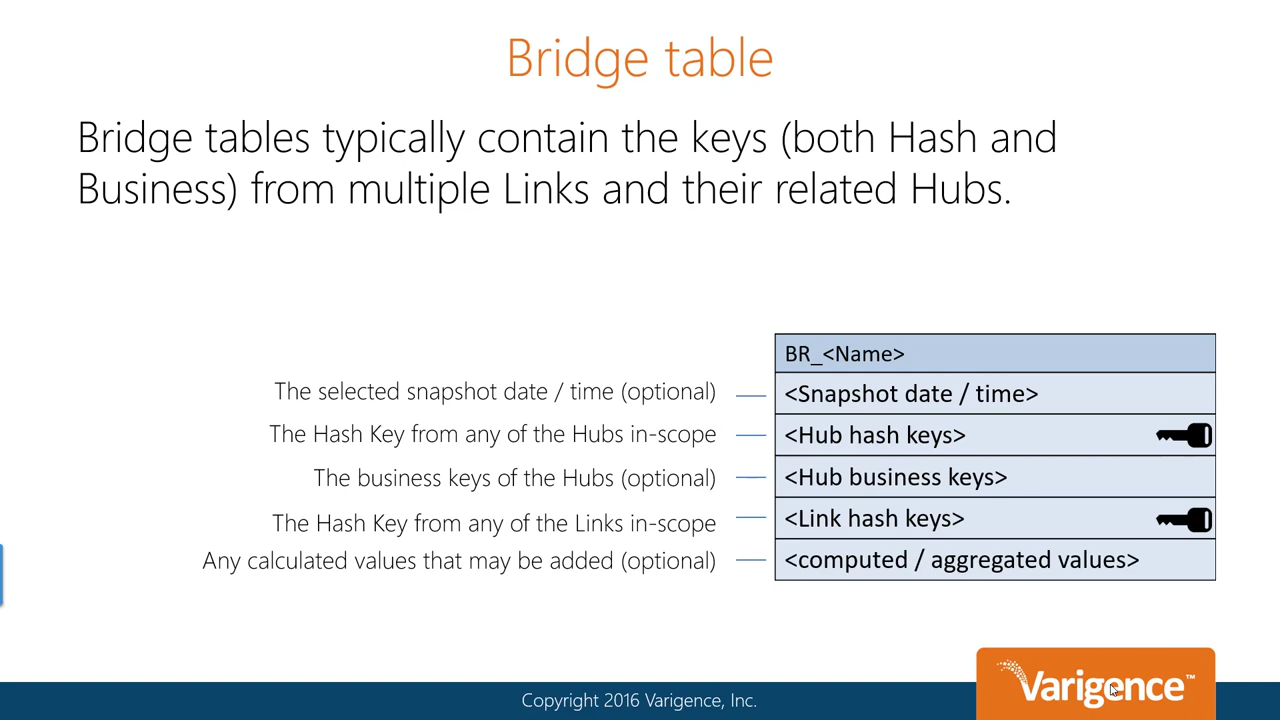 Bridge table
Bridge tables typically contain the keys (both Hash and
Business) from multiple Links and their related Hubs.
BR_<Name>
The selected snapshot date / time (optional)
<Snapshot date / time>
The Hash Key from any of the Hubs in-scope
<Hub hash keys>
The business keys of the Hubs (optional)
<Hub business keys>
The Hash Key from any of the Links in-scope
<Link hash keys>
Any calculated values that may be added (optional)
<computed / aggregated values>
Copyright 2016 Varigence, Inc.
Varigence™